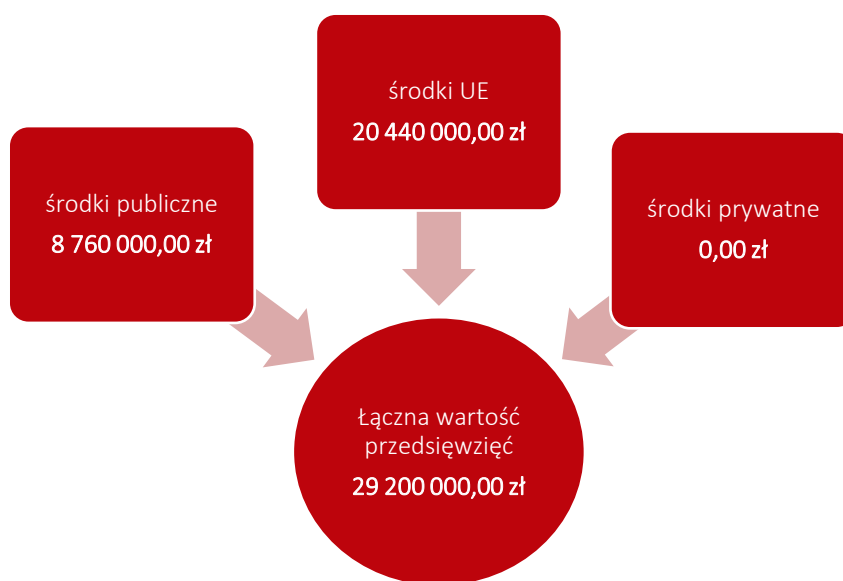 środki UE
20 440 000,00 zł
środki publiczne
8 760 000,00 zł
środki prywatne
0,00 zł
Łączna wartość
przedsięwzięć
29 200 000,00 zł